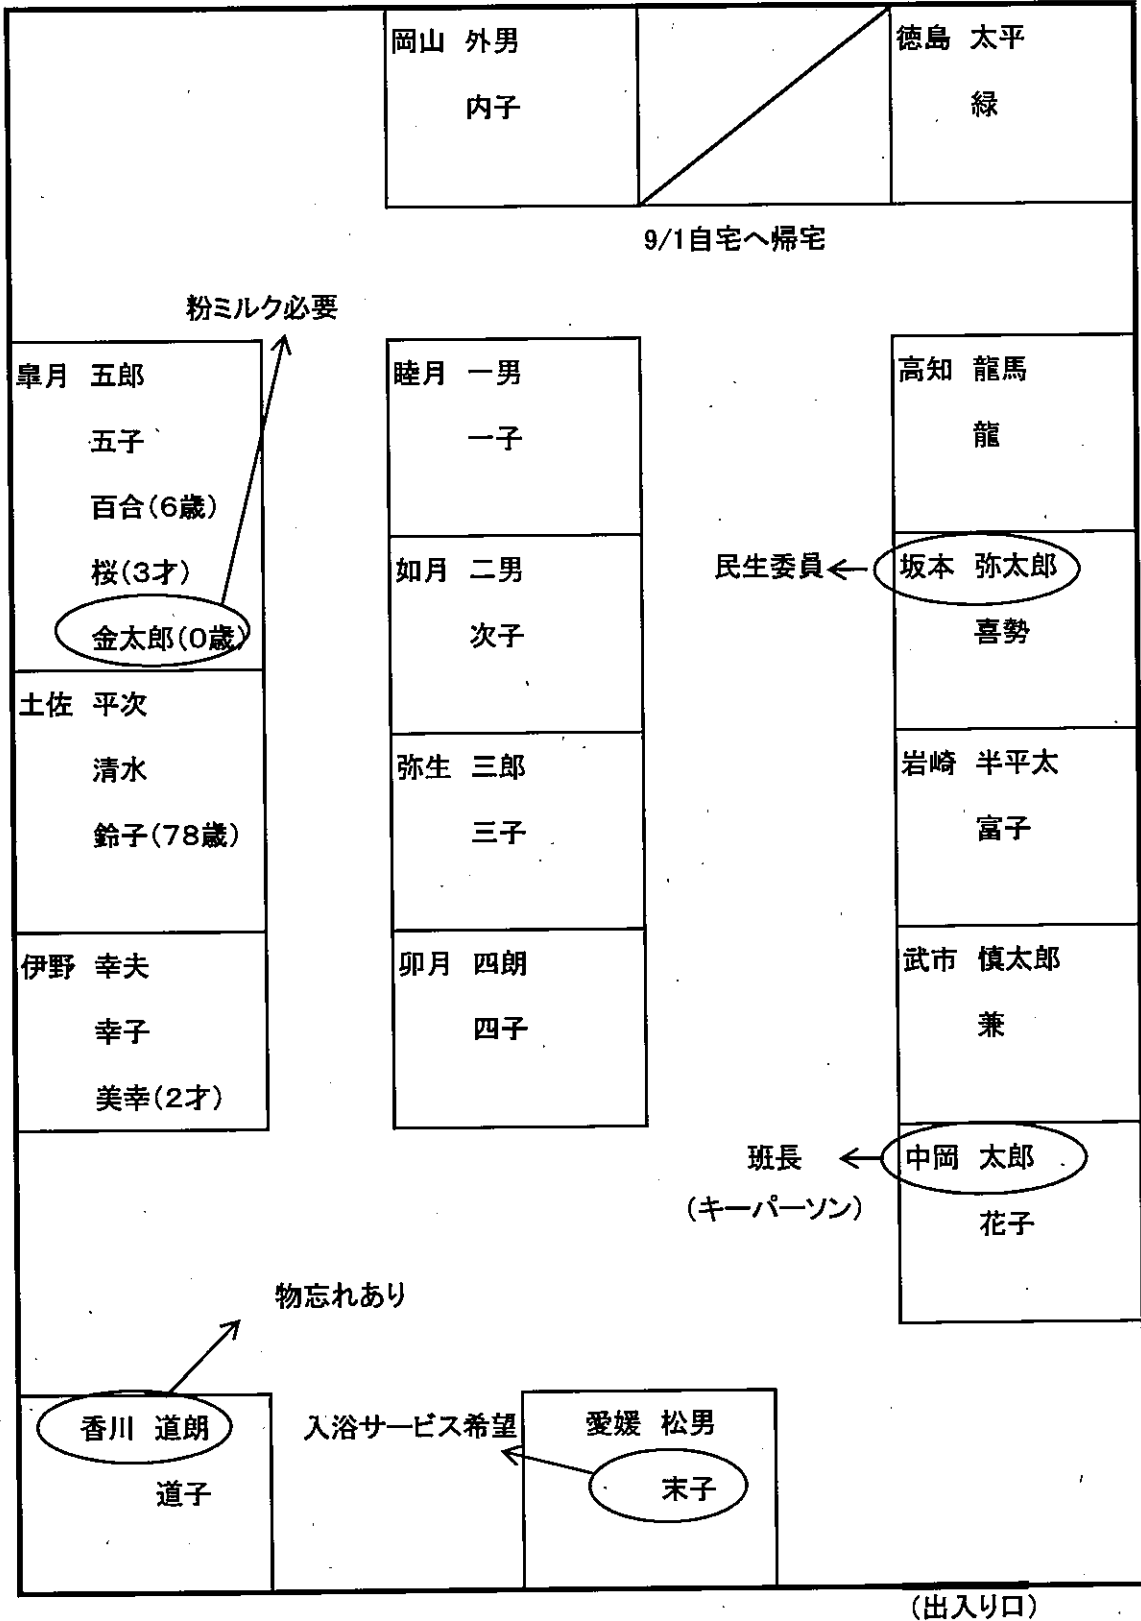 岡山 外男
内子
徳島 太平
緑
9/1自宅へ帰宅
粉ミルク必要
皐月 五郎
五子
百合(6歳)
桜(3才)
金太郎(0歳)
土佐 平次
清水
鈴子(78歳)
伊野 幸夫
幸子
美幸(2才)
睦月 一男
一子
如月 二男
次子
弥生 三郎
三子
卯月 四朗
四子
高知 龍馬
龍
民生委員
坂本 弥太郎
喜勢
岩崎 半平太
富子
武市 慎太郎
兼
班長
(キーパーソン)
中岡 太郎
花子
物忘れあり
香川 道朗
道子
入浴サービス希望
愛媛 松男
末子
(出入り口)